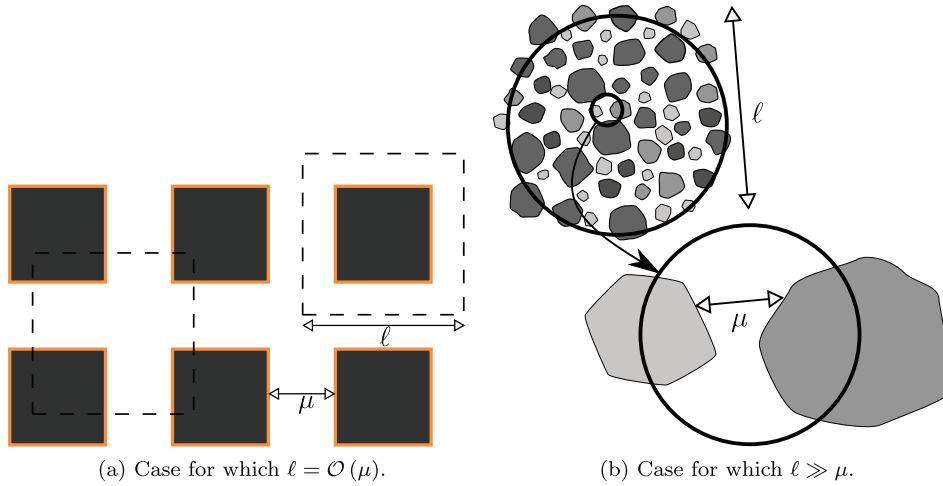 ℓ
ℓ
μ
μ
(a) Case for which ℓ = 𝒪 (μ).
(b) Case for which ℓ ≫ μ.